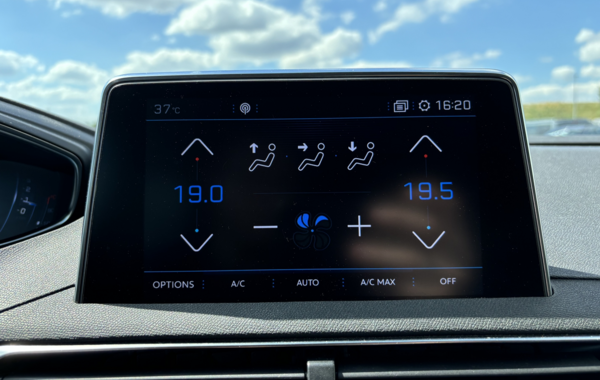 37°C 16:20
19.0 19.5
OPTIONS A/C AUTO A/C MAX OFF